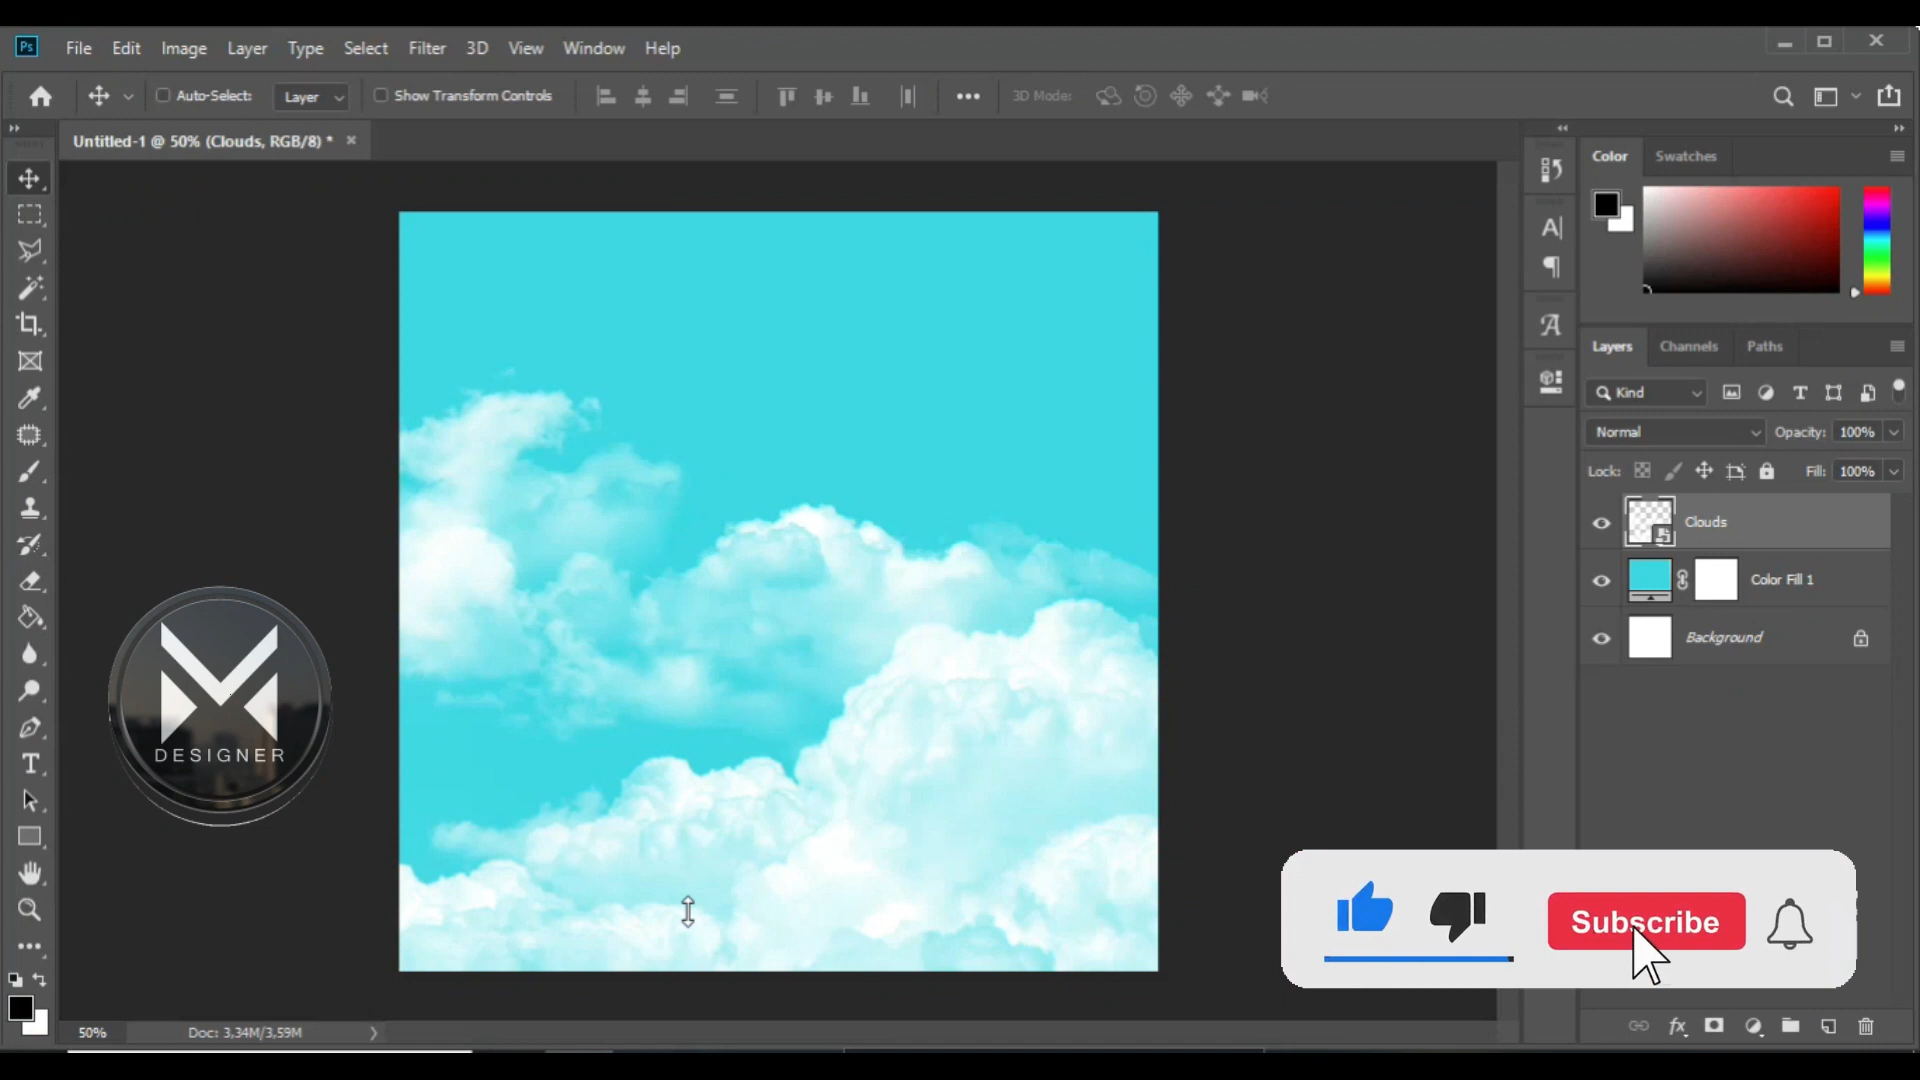 Ps File Edit Image Layer Type Select Filter 3D View Window Help
Auto-Select: Layer Show Transform Controls 3D Mode:
Untitled-1 @ 50% (Clouds, RGB/8) *
Color Swatches
Layers Channels Paths
Kind
Normal Opacity: 100%
Lock: Fill: 100%
Clouds
Color Fill 1
Background
DESIGNER
Subscribe
50% Doc: 3,34M/3,59M
fx